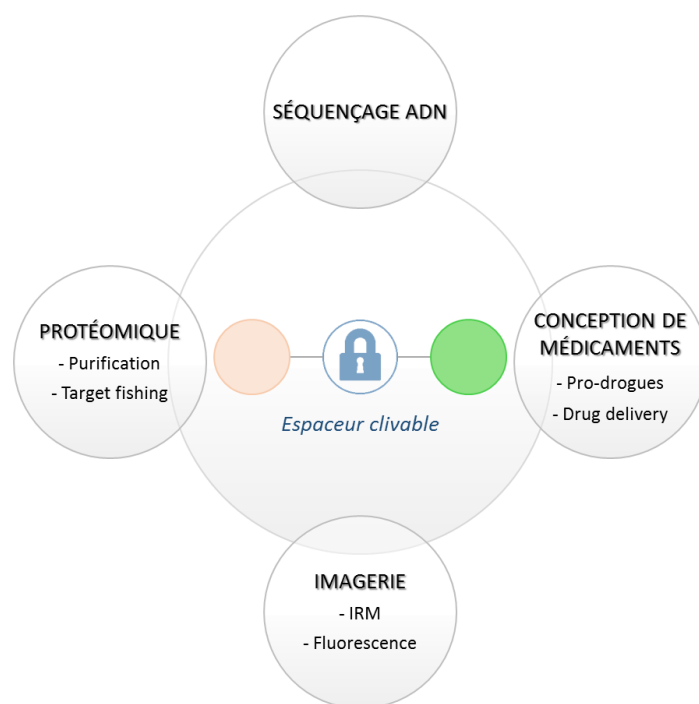 SÉQUENÇAGE ADN
PROTÉOMIQUE
- Purification
- Target fishing
CONCEPTION DE
MÉDICAMENTS
- Pro-drogues
- Drug delivery
Espaceur clivable
IMAGERIE
- IRM
- Fluorescence